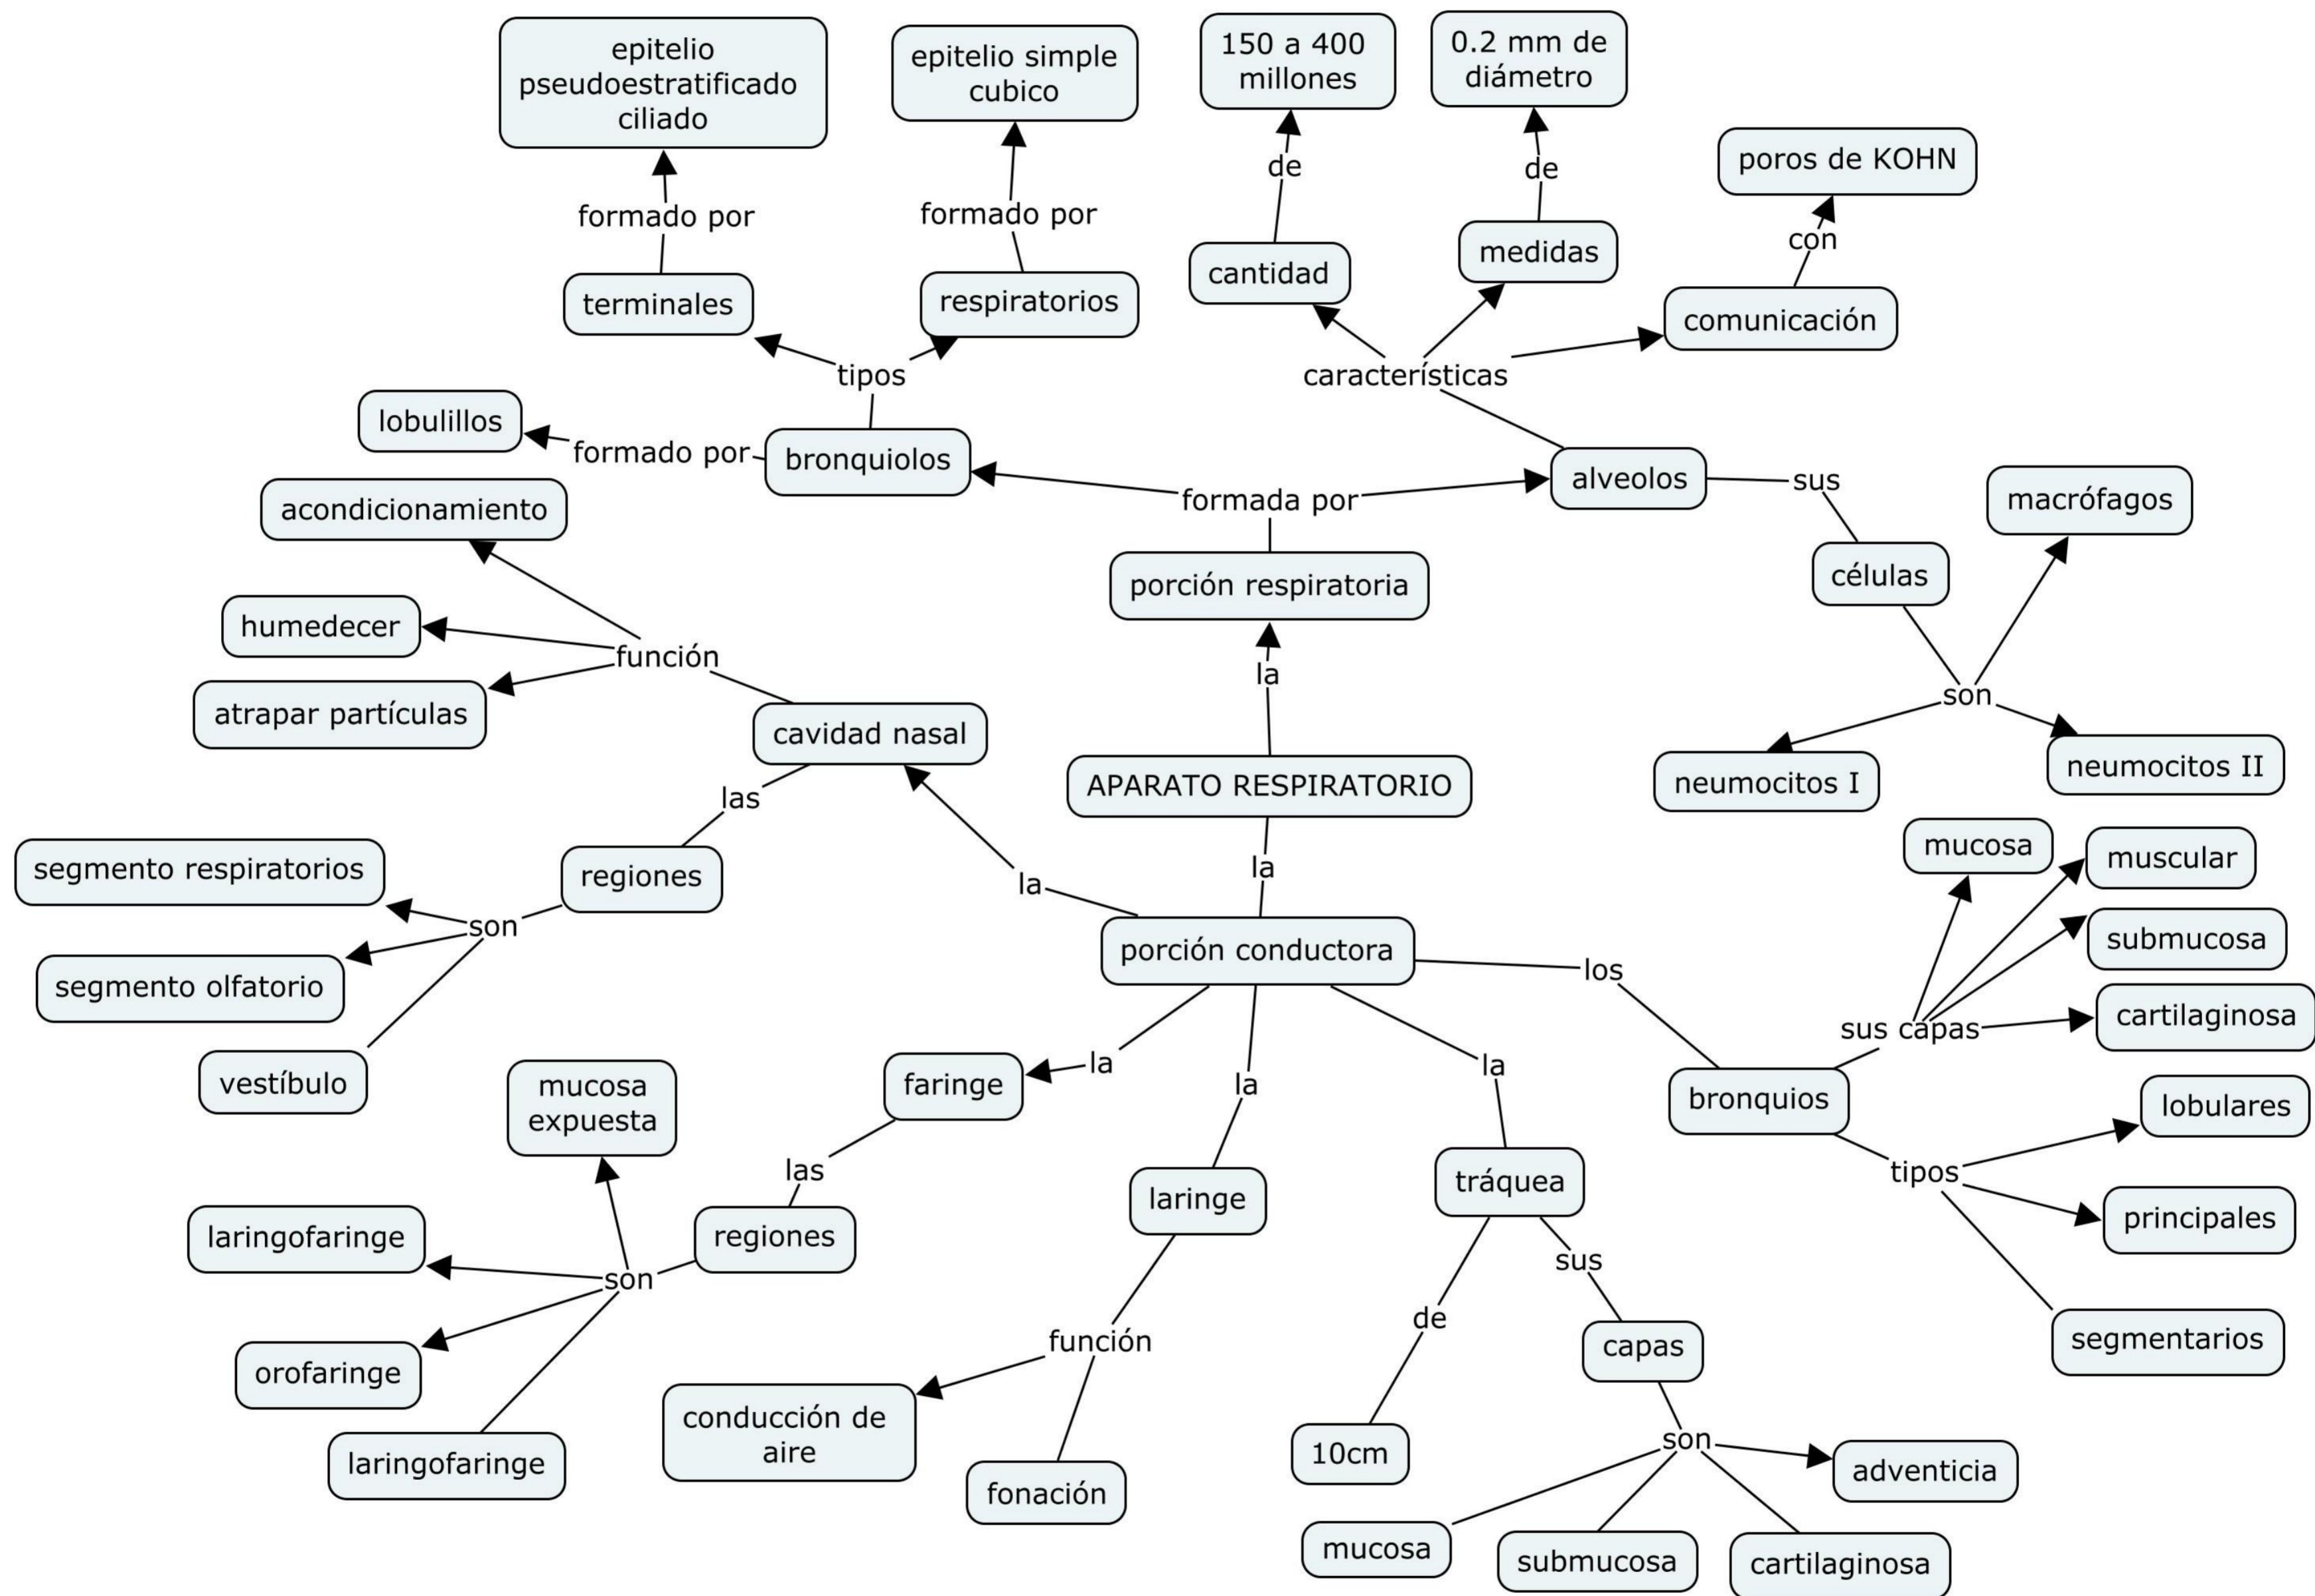 epitelio
pseudoestratificado
ciliado
epitelio simple
cubico
150 a 400
millones
0.2 mm de
diámetro
poros de KOHN
de
de
formado por
formado por
con
cantidad
medidas
terminales
respiratorios
comunicación
tipos
características
lobulillos
formado por
bronquiolos
alveolos
sus
macrófagos
acondicionamiento
formada por
células
porción respiratoria
humedecer
función
la
son
atrapar partículas
cavidad nasal
neumocitos I
neumocitos II
APARATO RESPIRATORIO
las
mucosa
muscular
segmento respiratorios
regiones
la
la
son
porción conductora
los
submucosa
segmento olfatorio
cartilaginosa
sus capas
vestíbulo
mucosa
expuesta
faringe
la
la
la
bronquios
lobulares
las
tipos
laringe
tráquea
principales
laringofaringe
regiones
son
sus
de
función
capas
segmentarios
orofaringe
conducción de
aire
laringofaringe
fonación
10cm
son
adventicia
mucosa
submucosa
cartilaginosa